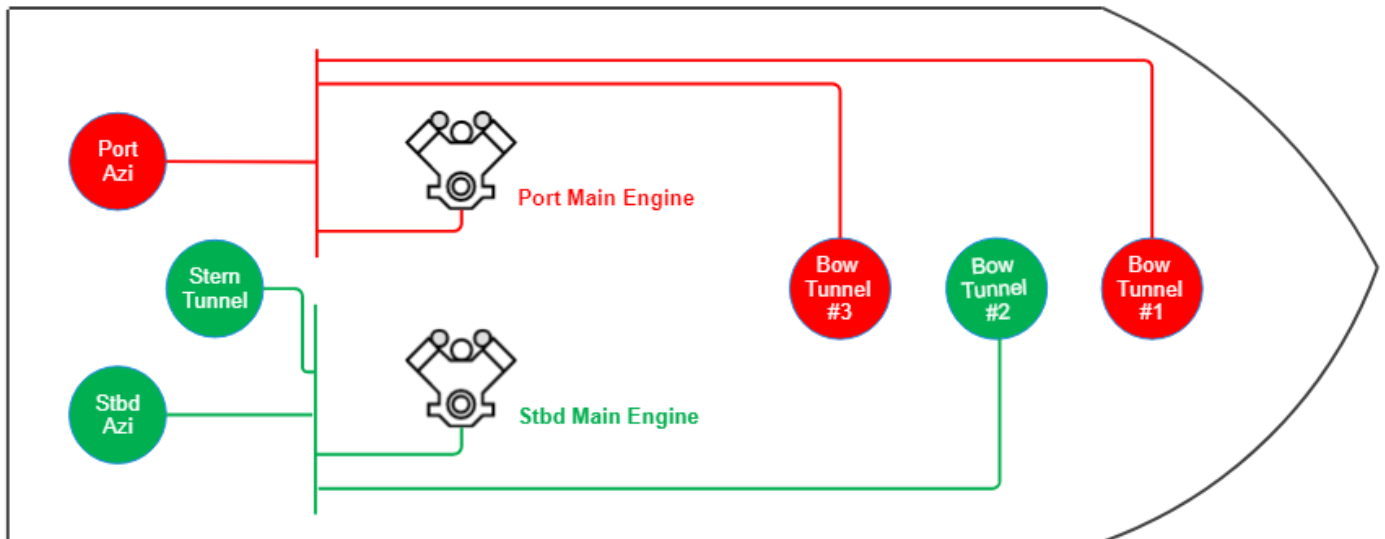 Port
Azi
Port Main Engine
Stern
Tunnel
Bow
Tunnel
#3
Bow
Tunnel
#2
Bow
Tunnel
#1
Stbd
Azi
Stbd Main Engine